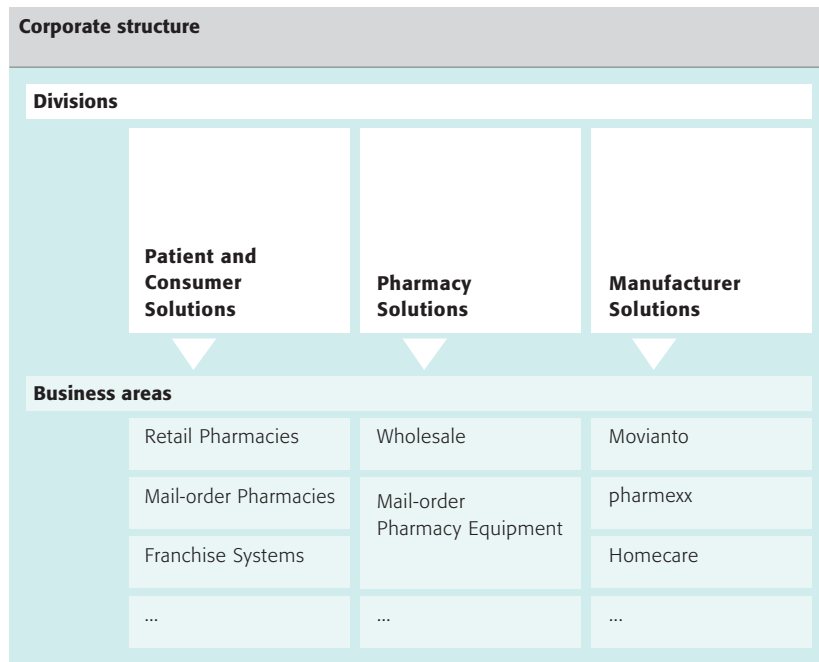 Corporate structure
Divisions
Patient and
Consumer
Solutions
Pharmacy
Solutions
Manufacturer
Solutions
Business areas
Retail Pharmacies
Wholesale
Movianto
Mail-order Pharmacies
Mail-order
Pharmacy Equipment
pharmexx
Franchise Systems
Homecare
...
...
...